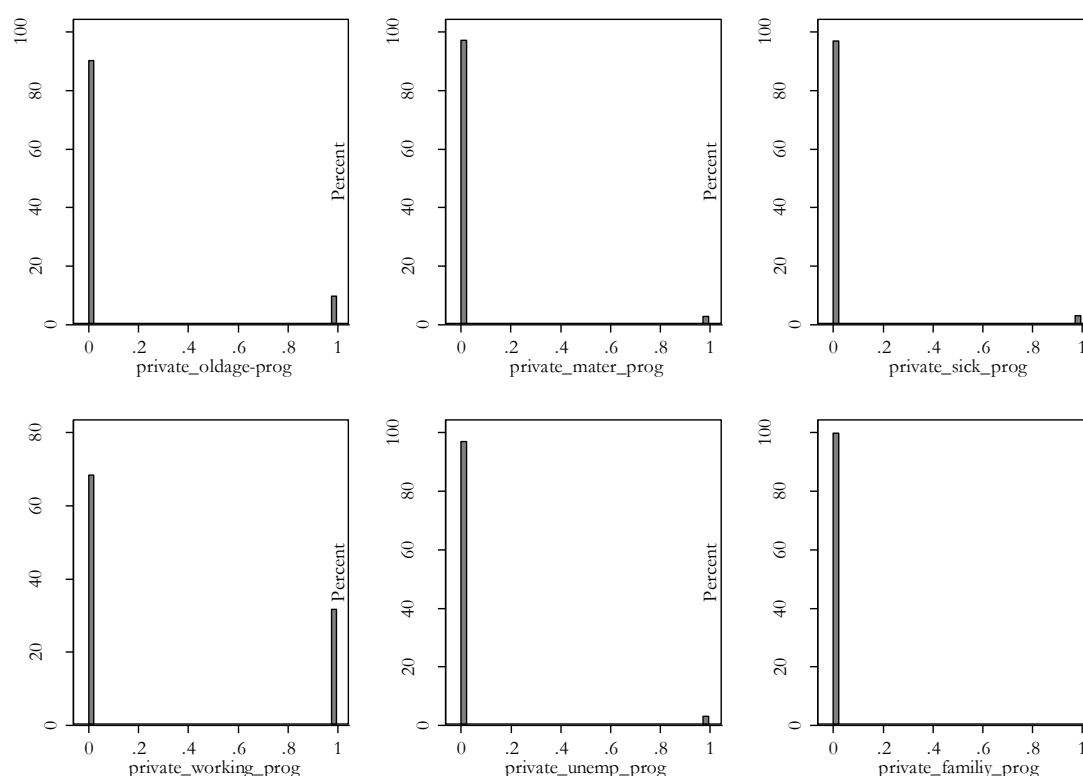 100
80
60
40
20
0
0 .2 .4 .6 .8 1
private_oldage-prog
Percent
100
80
60
40
20
0
0 .2 .4 .6 .8 1
private_mater_prog
Percent
100
80
60
40
20
0
0 .2 .4 .6 .8 1
private_sick_prog
80
60
40
20
0
0 .2 .4 .6 .8 1
private_working_prog
Percent
100
80
60
40
20
0
0 .2 .4 .6 .8 1
private_unemp_prog
Percent
100
80
60
40
20
0
0 .2 .4 .6 .8 1
private_familiy_prog